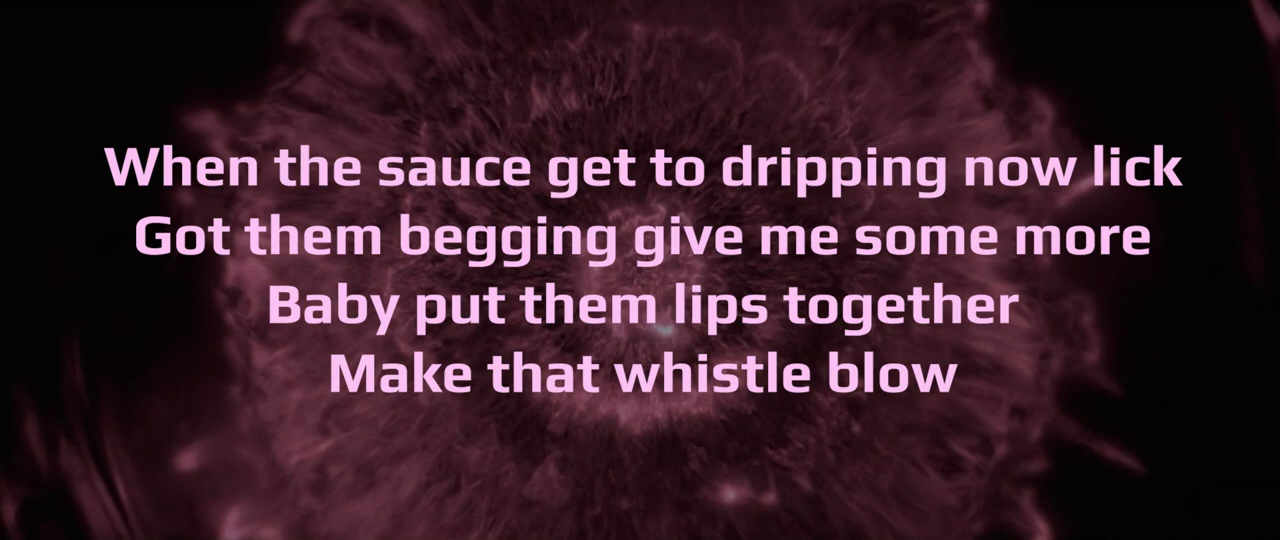 When the sauce get to dripping now lick
Got them begging give me some more
Baby put them lips together
Make that whistle blow